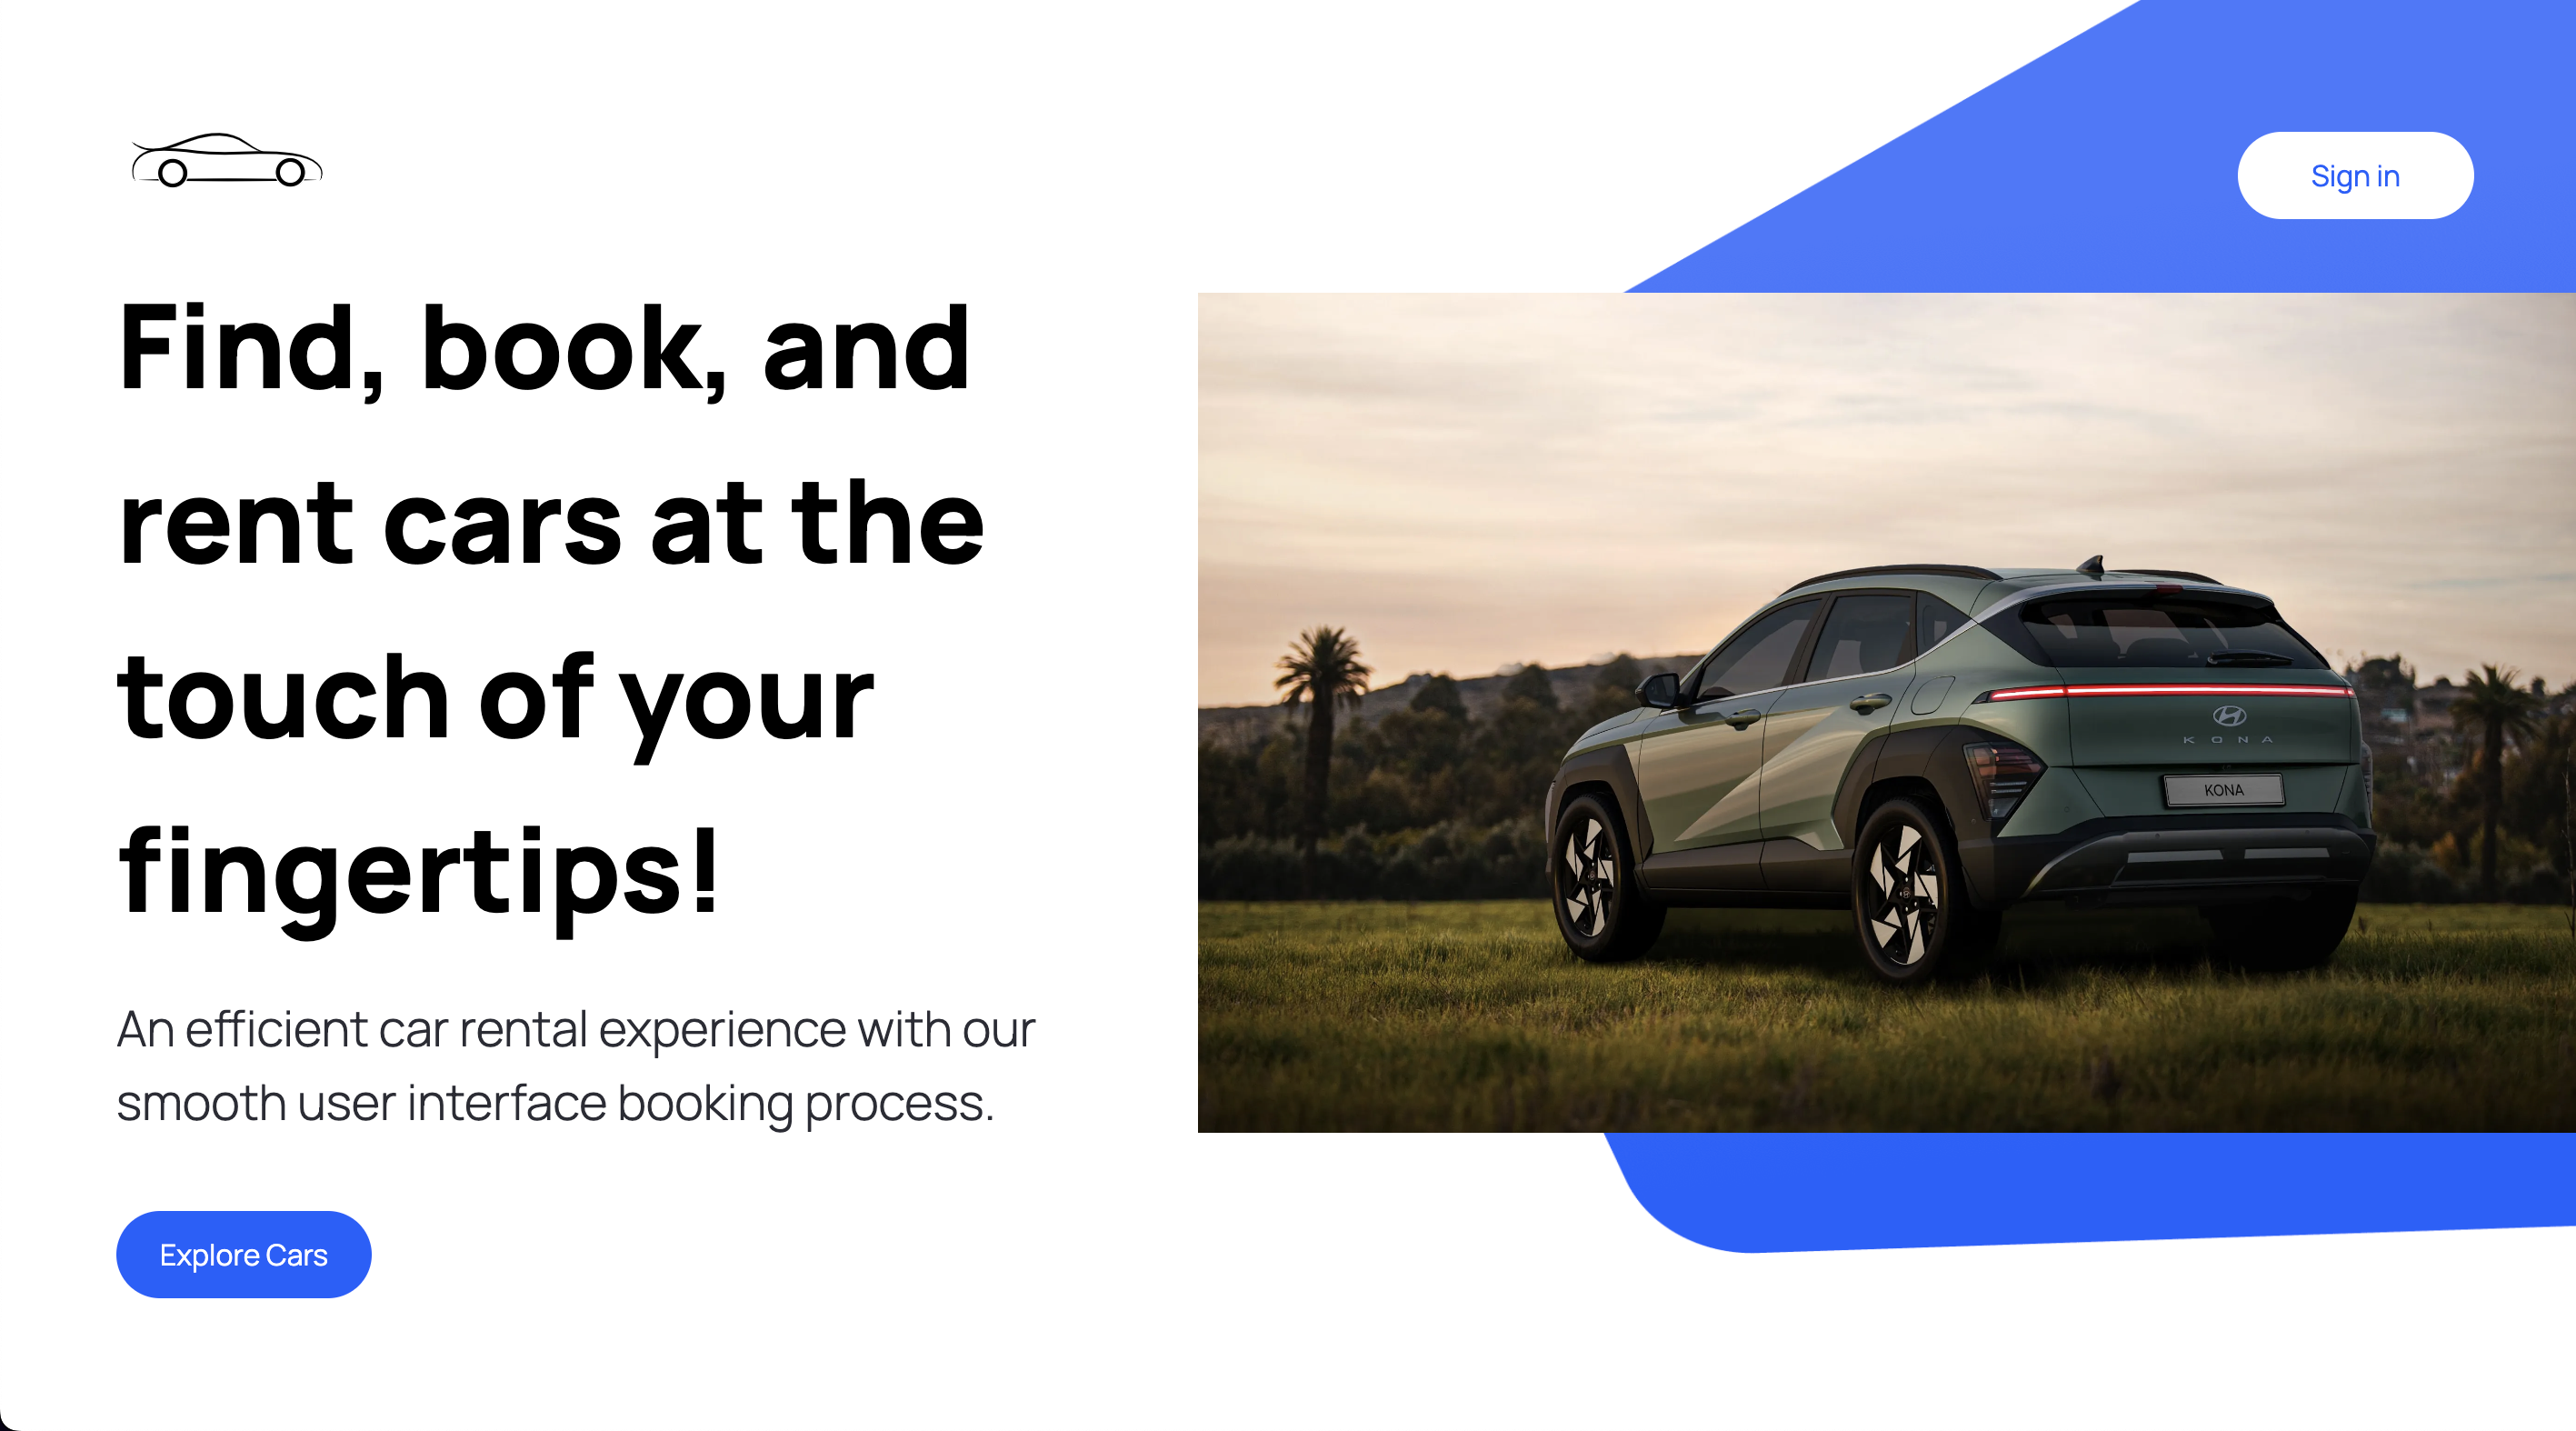 Sign in
Find, book, and
rent cars at the
touch of your
fingertips!
An efficient car rental experience with our
smooth user interface booking process.
Explore Cars
KONA
KONA